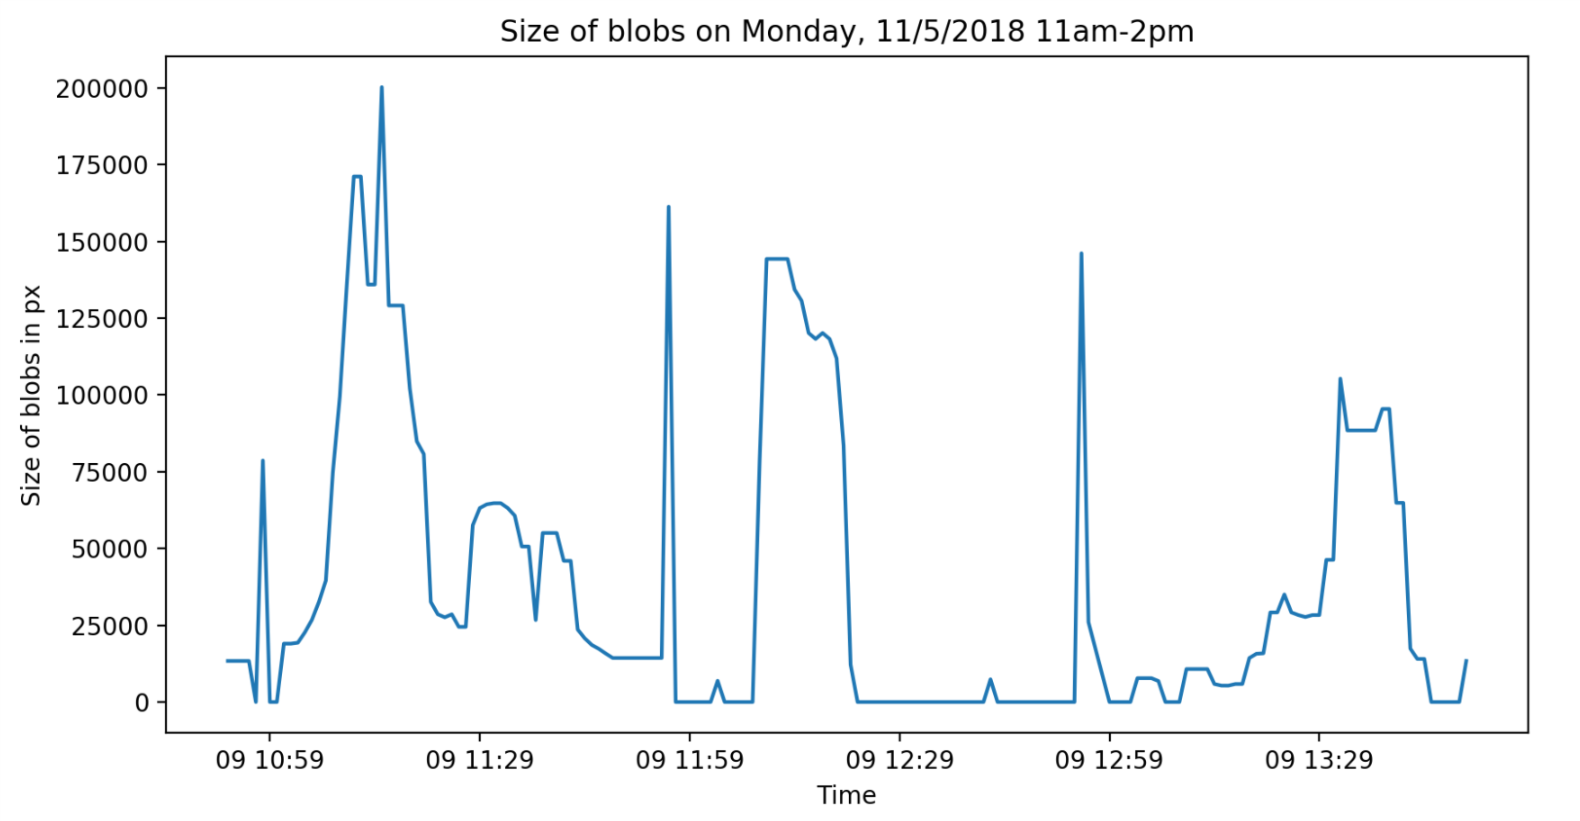 Size of blobs on Monday, 11/5/2018 11am-2pm
200000
175000
150000
125000
100000
75000
50000
25000
0
Size of blobs in px
09 10:59 09 11:29 09 11:59 09 12:29 09 12:59 09 13:29
Time